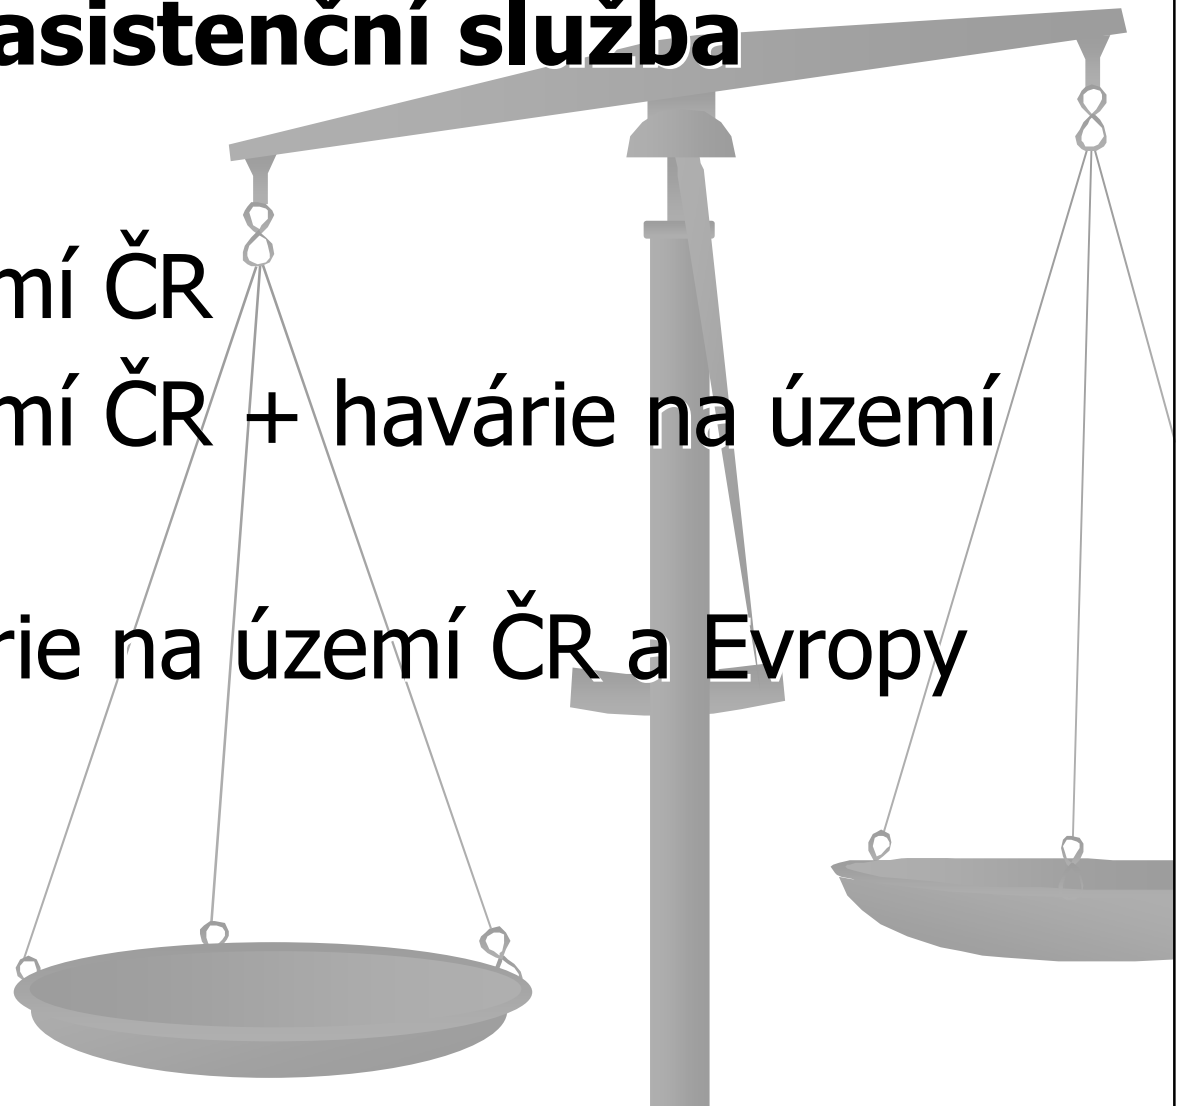 asistenční služba
mí ČR
mí ČR + havárie na území
rie na území ČR a Evropy